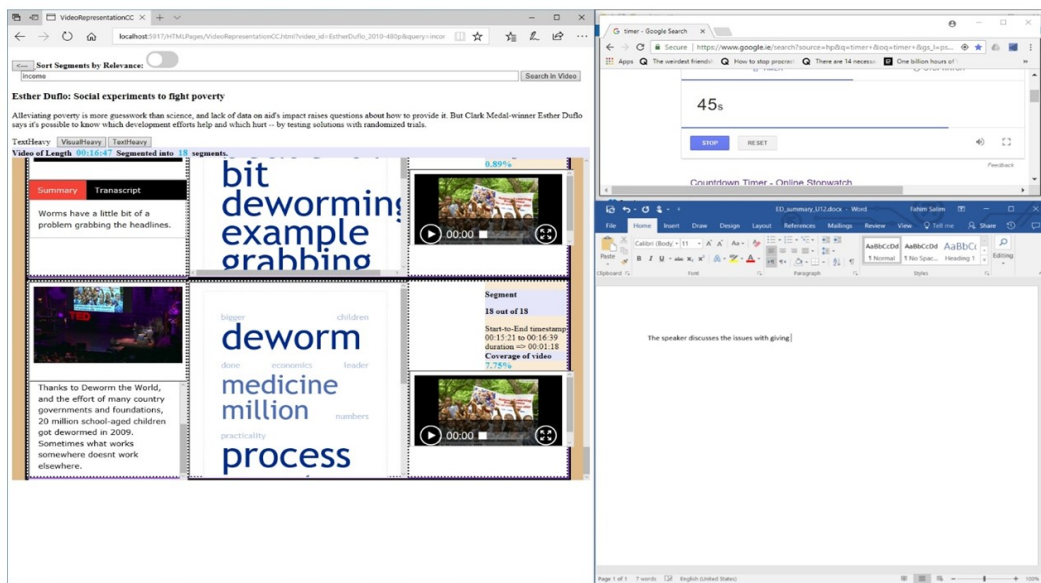 VideoRepresentationCC
localhost:5917/HTMLPages/VideoRepresentationCC.html?video_id=EstherDuflo_2010-480p&query=incor
<--- Sort Segments by Relevance:
income
Search in Video
Esther Duflo: Social experiments to fight poverty
Alleviating poverty is more guesswork than science, and lack of data on aid's impact raises questions about how to provide it. But Clark Medal-winner Esther Duflo
says it's possible to know which development efforts help and which hurt -- by testing solutions with randomized trials.
TextHeavy VisualHeavy TextHeavy
Video of Length 00:16:47 Segmented into 18 segments.
Summary Transcript
Worms have a little bit of a
problem grabbing the headlines.
bit
deworming
example
grabbing
0.89%
00:00
TED
Thanks to Deworm the World,
and the effort of many country
governments and foundations,
20 million school-aged children
got dewormed in 2009.
Sometimes what works
somewhere doesnt work
elsewhere.
bigger children
deworm
done economics leader
medicine
million numbers
practicality
process
Segment
18 out of 18
Start-to-End timestamp
00:15:21 to 00:16:39
duration => 00:01:18
Coverage of video
7.75%
00:00
timer - Google Search
Secure https://www.google.ie/search?source=hp&q=timer+&oq=timer+&gs_l=ps
Apps The weirdest friends How to stop procras There are 14 necess One billion hours of
45s
STOP RESET
Feedback
Countdown Timer - Online Stopwatch
ED_summary_U12.docx - Word
Fahim Salim
File Home Insert Draw Design Layout References Mailings Review View Tell me Share
Paste
Calibri (Body) 11
AaBbCcDd AaBbCcDd AaBbC
1 Normal 1 No Spac... Heading 1
Editing
Clipboard Font Paragraph Styles
The speaker discusses the issues with giving
Page 1 of 1 7 words English (United States) 100%